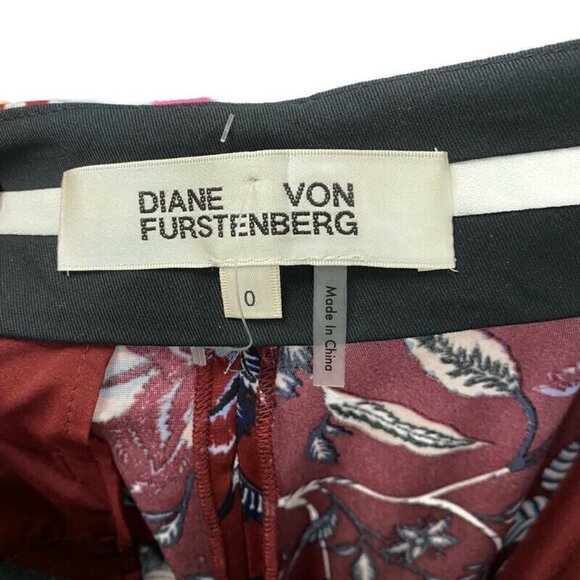 DIANE VON
FURSTENBERG
0
Made In China